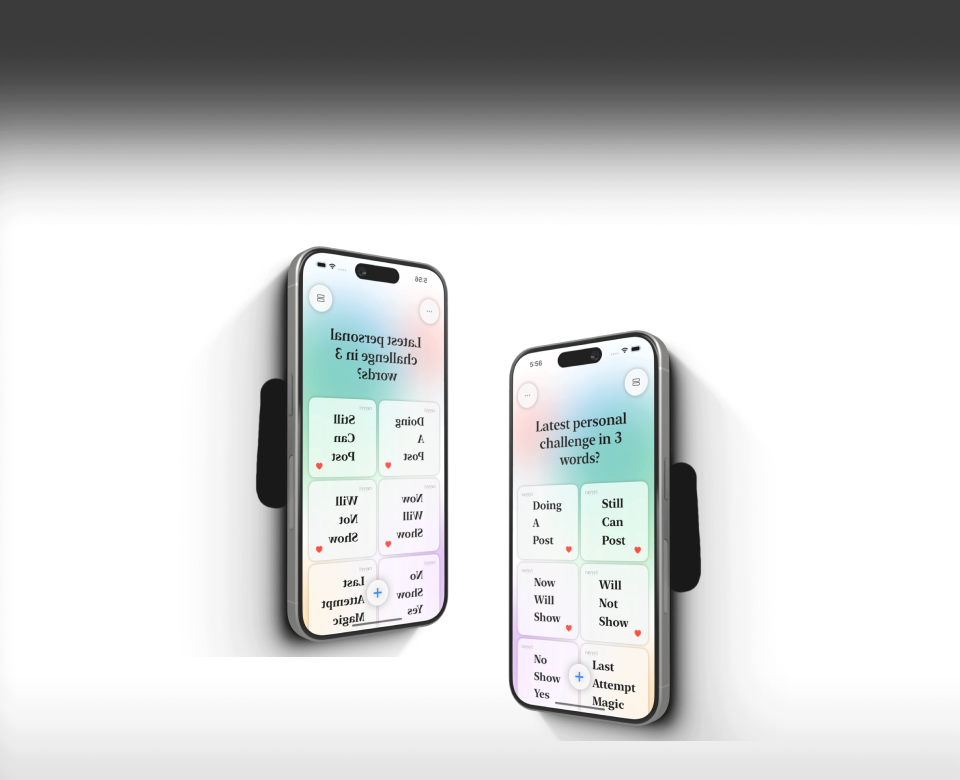 5:56
Latest personal
challenge in 3
words?
Still
Can
Post
Doing
A
Post
Will
Not
Show
Now
Will
Show
Last
Attempt
Magic
No
Show
Yes
5:56
Latest personal
challenge in 3
words?
Doing
A
Post
Still
Can
Post
Now
Will
Show
Will
Not
Show
No
Show
Yes
Last
Attempt
Magic